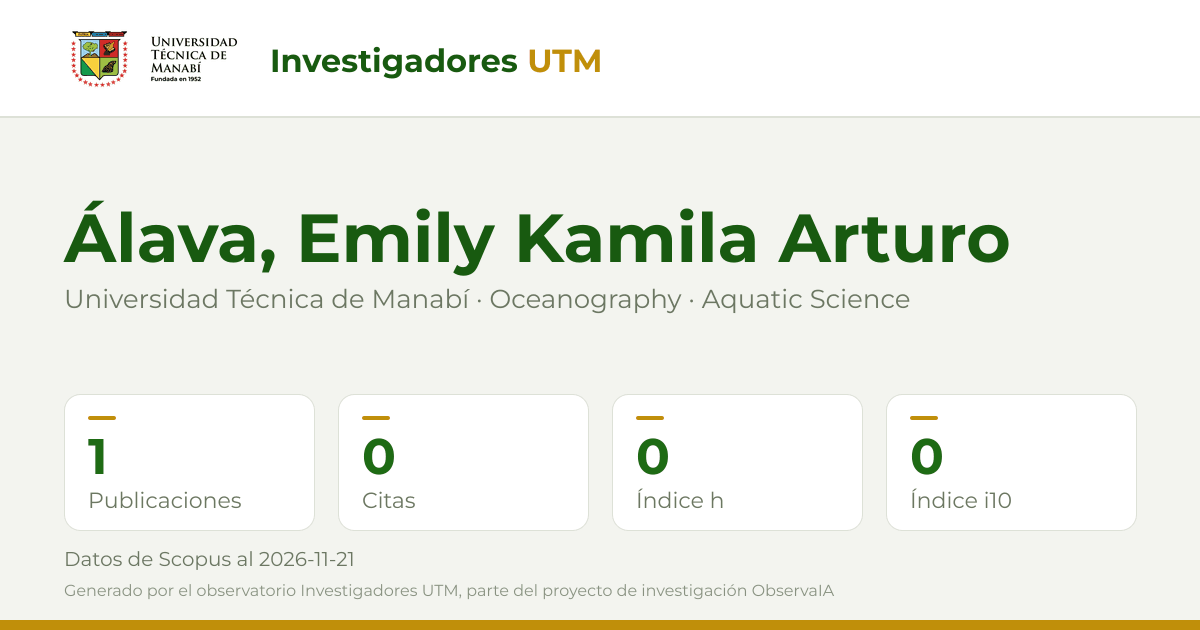 UNIVERSIDAD
TÉCNICA DE
MANABÍ
Fundada en 1952
Investigadores UTM
Álava, Emily Kamila Arturo
Universidad Técnica de Manabí · Oceanography · Aquatic Science
1
Publicaciones
0
Citas
0
Índice h
0
Índice i10
Datos de Scopus al 2026-11-21
Generado por el observatorio Investigadores UTM, parte del proyecto de investigación ObservaIA